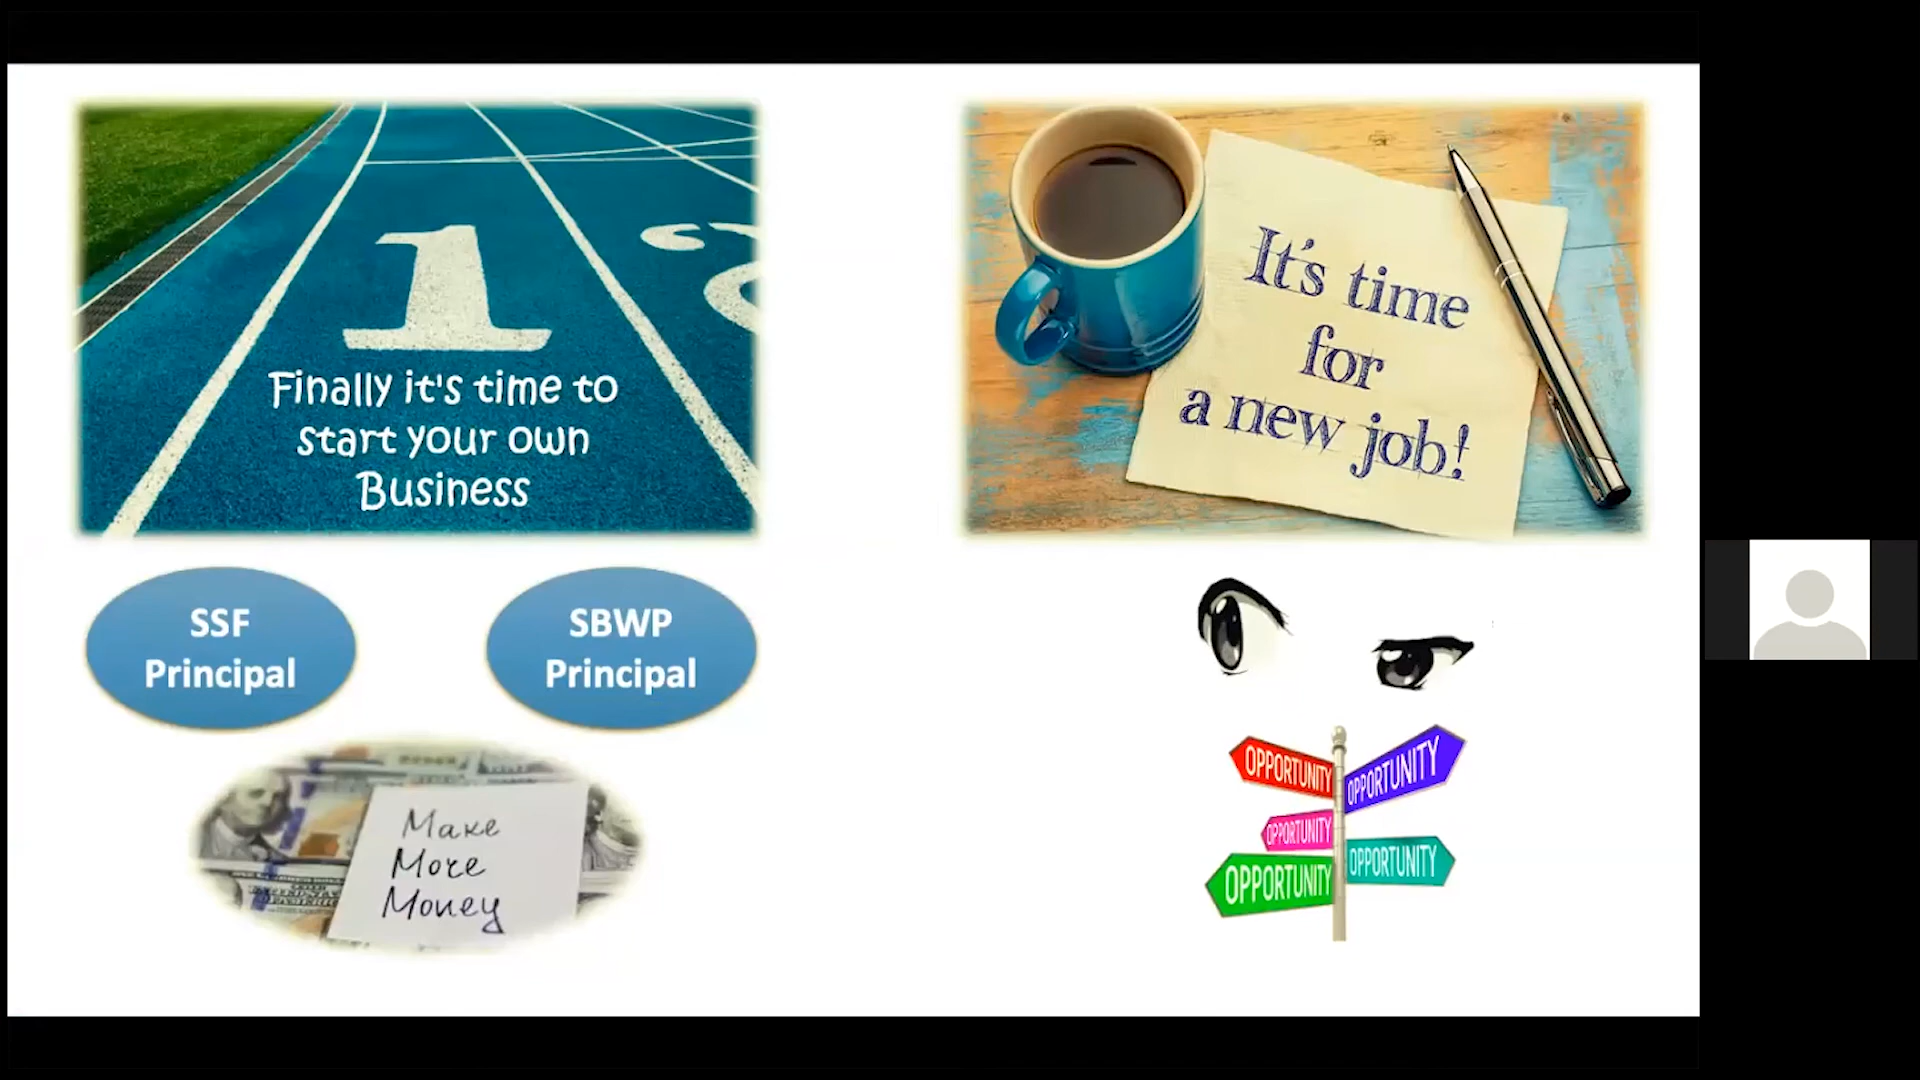 1
Finally it's time to
start your own
Business
It's time
for
a new job!
SSF
Principal
SBWP
Principal
Make
More
Money
OPPORTUNITY
OPPORTUNITY
OPPORTUNITY
OPPORTUNITY
OPPORTUNITY